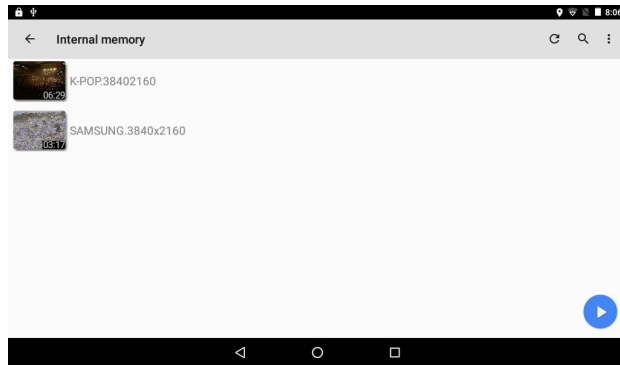 8:06
Internal memory
K-POP.38402160
06:29
SAMSUNG.3840x2160
03:17